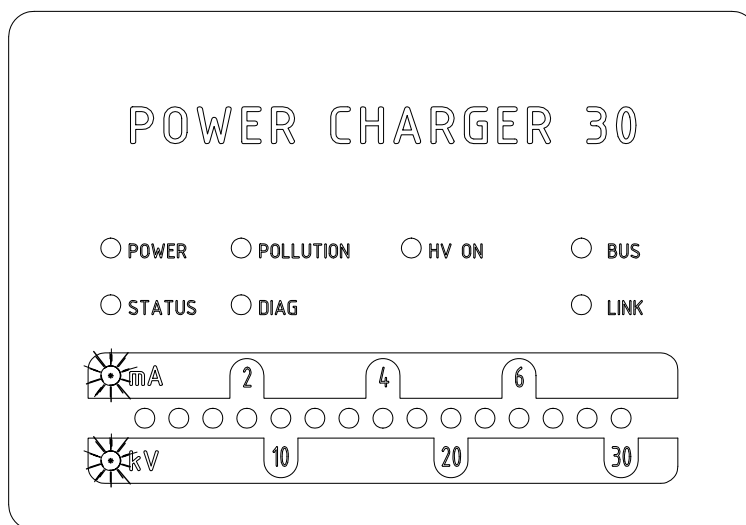 POWER CHARGER 30
POWER POLLUTION HV ON BUS
STATUS DIAG LINK
mA 2 4 6
kV 10 20 30